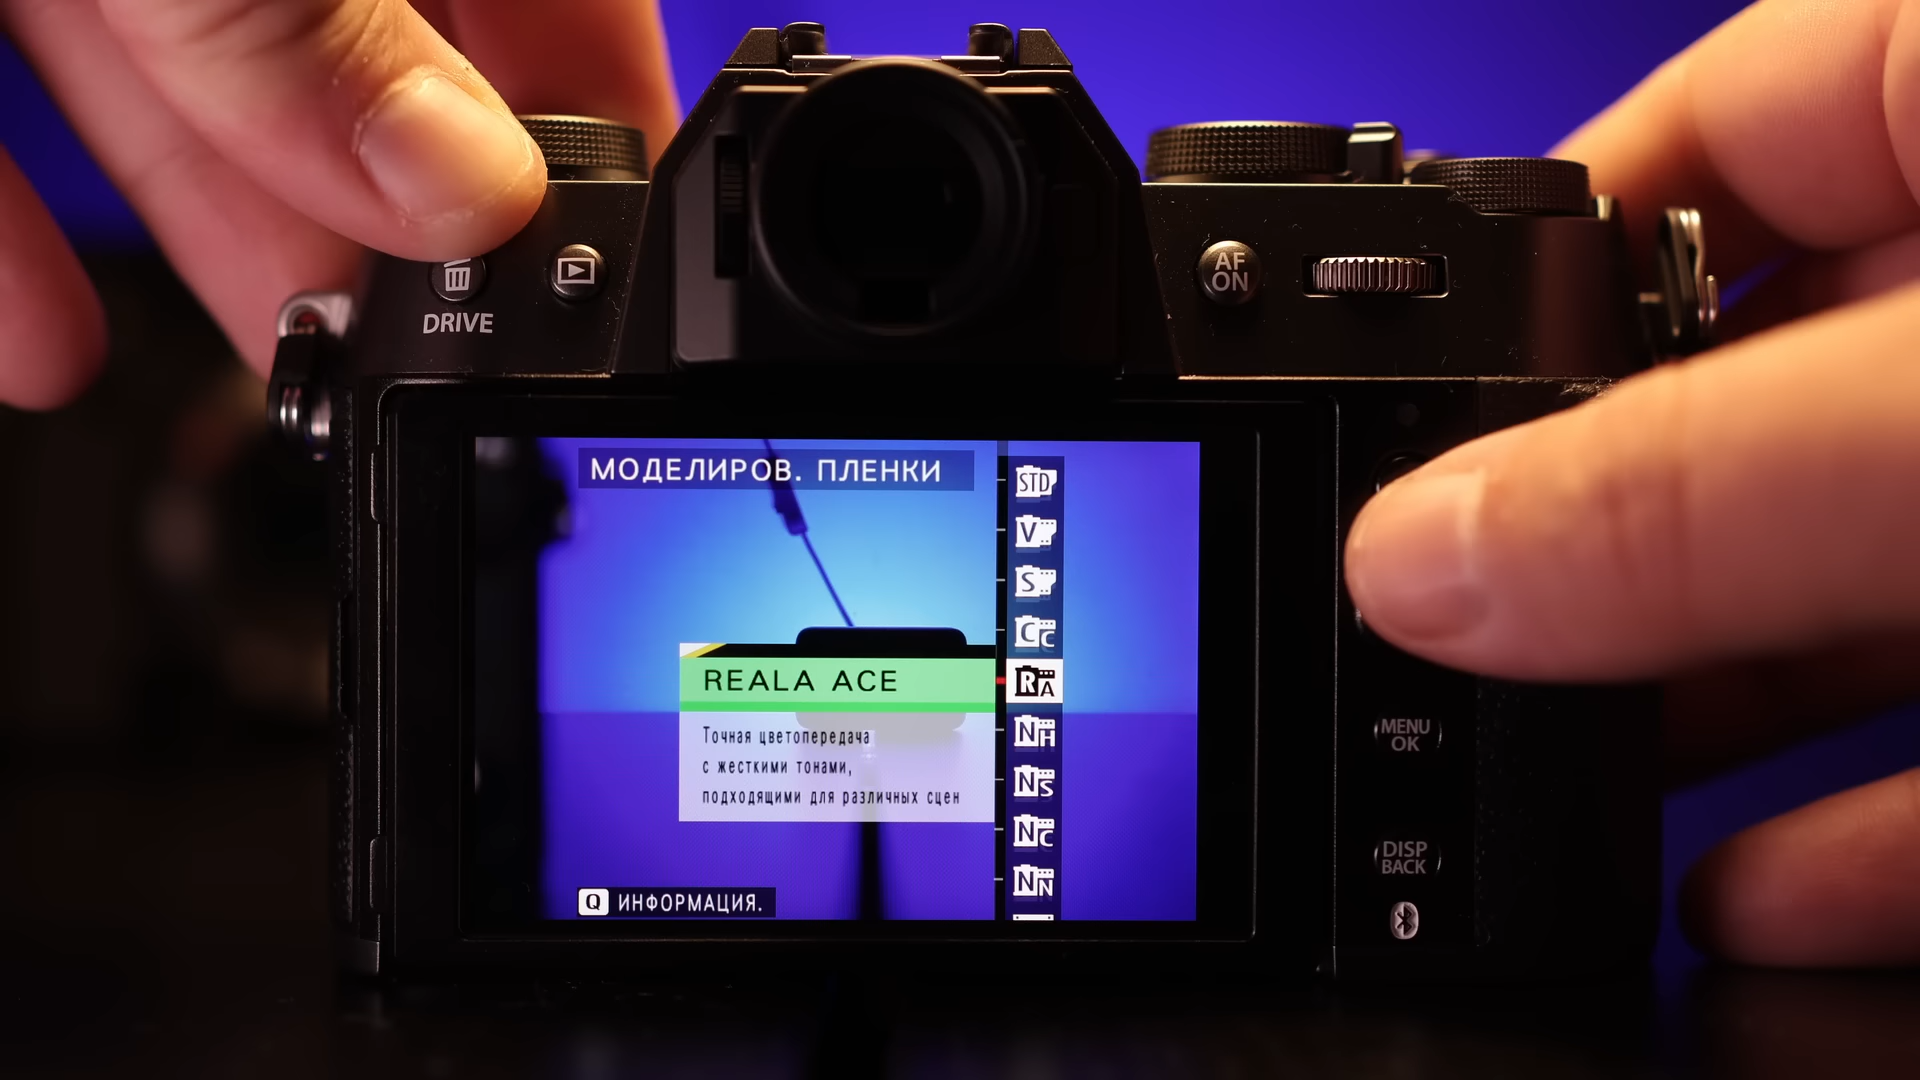 AF
ON
DRIVE
МОДЕЛИРОВ. ПЛЕНКИ
STD
V
S
Cc
REALA ACE
RA
Точная цветопередача
с жесткими тонами,
подходящими для различных сцен
NH
NS
NC
NN
Q ИНФОРМАЦИЯ.
MENU
OK
DISP
BACK